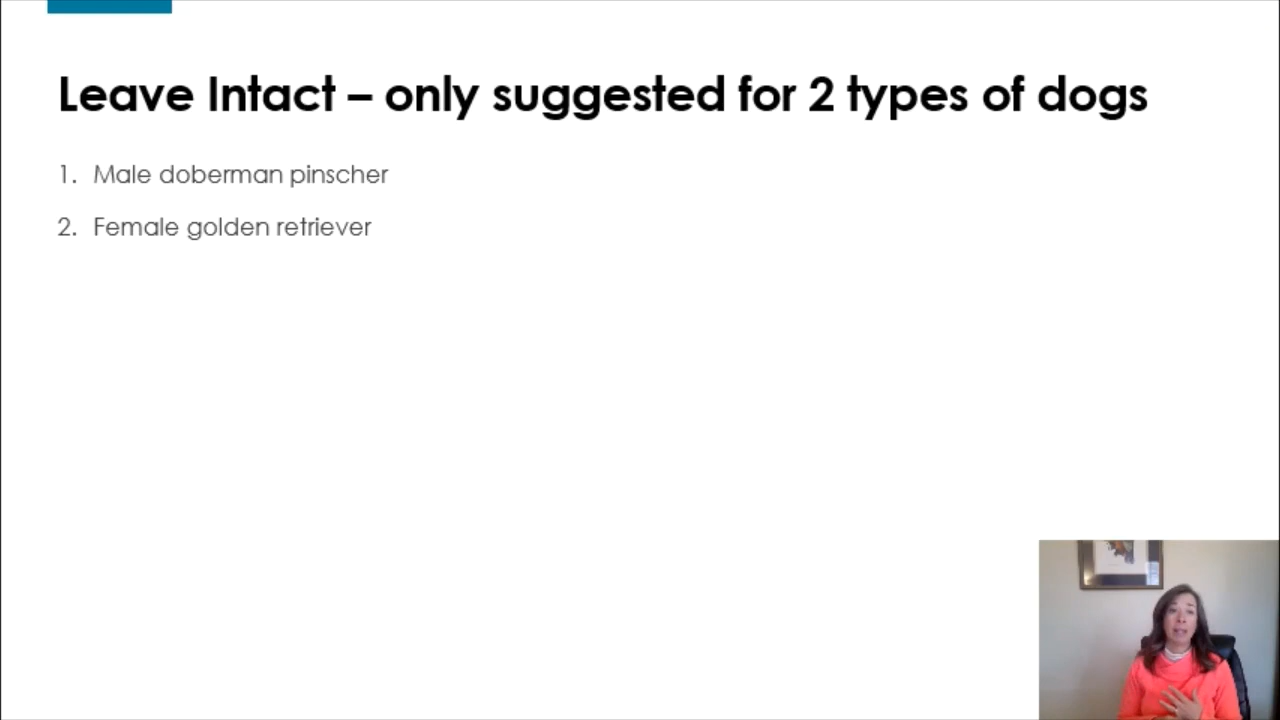 Leave Intact – only suggested for 2 types of dogs
1. Male doberman pinscher
2. Female golden retriever